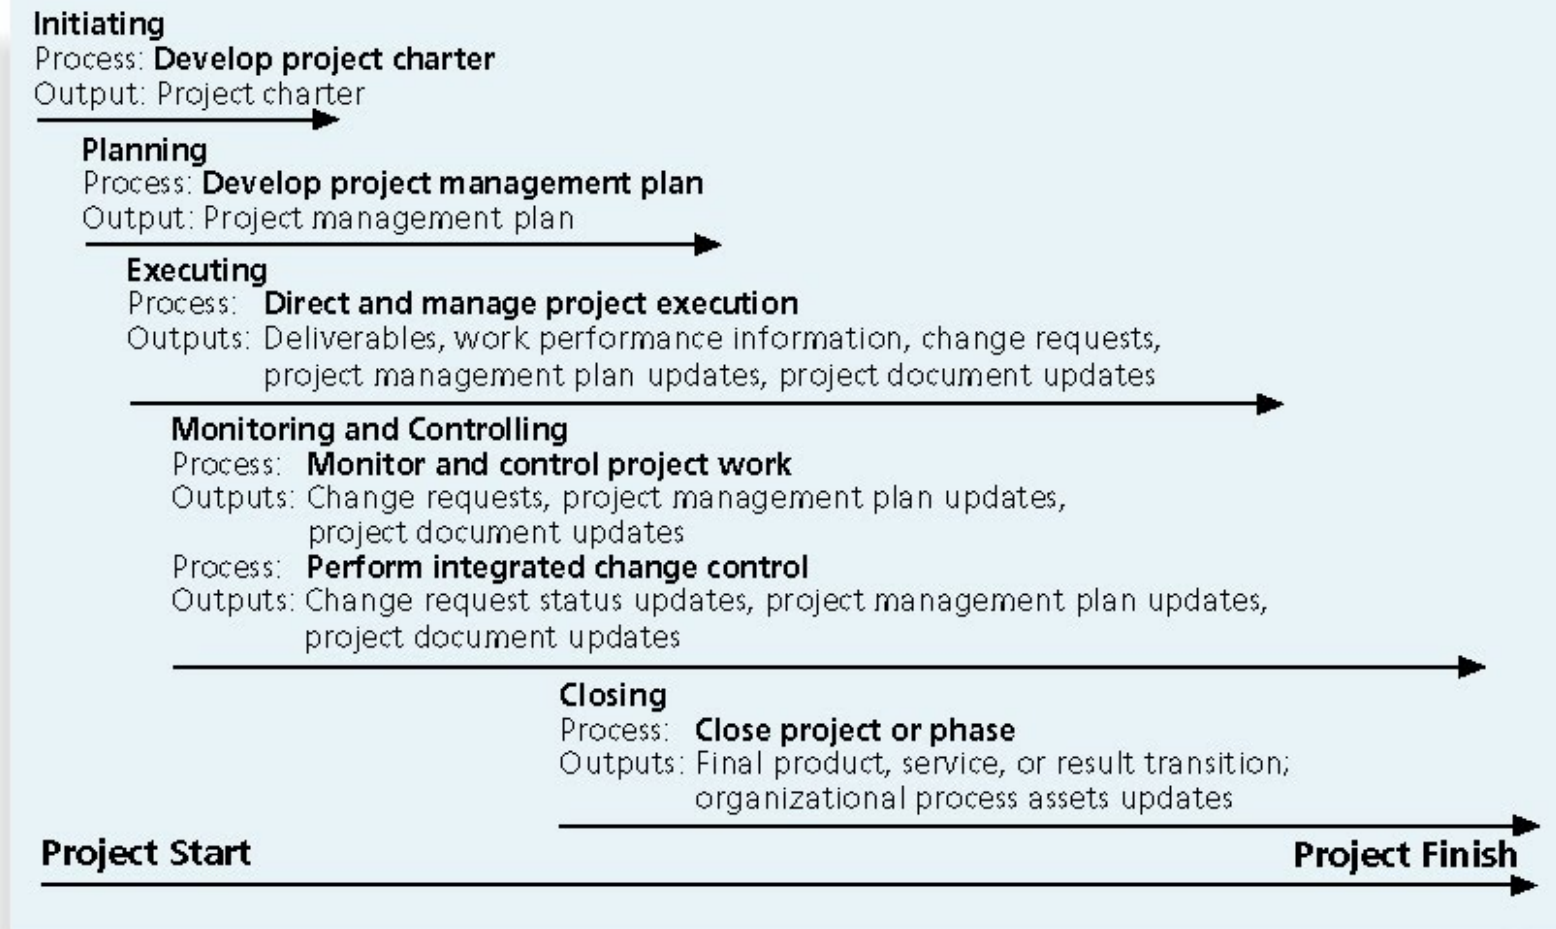 Initiating
Process: Develop project charter
Output: Project charter
Planning
Process: Develop project management plan
Output: Project management plan
Executing
Process: Direct and manage project execution
Outputs: Deliverables, work performance information, change requests,
project management plan updates, project document updates
Monitoring and Controlling
Process: Monitor and control project work
Outputs: Change requests, project management plan updates,
project document updates
Process: Perform integrated change control
Outputs: Change request status updates, project management plan updates,
project document updates
Closing
Process: Close project or phase
Outputs: Final product, service, or result transition;
organizational process assets updates
Project Start
Project Finish